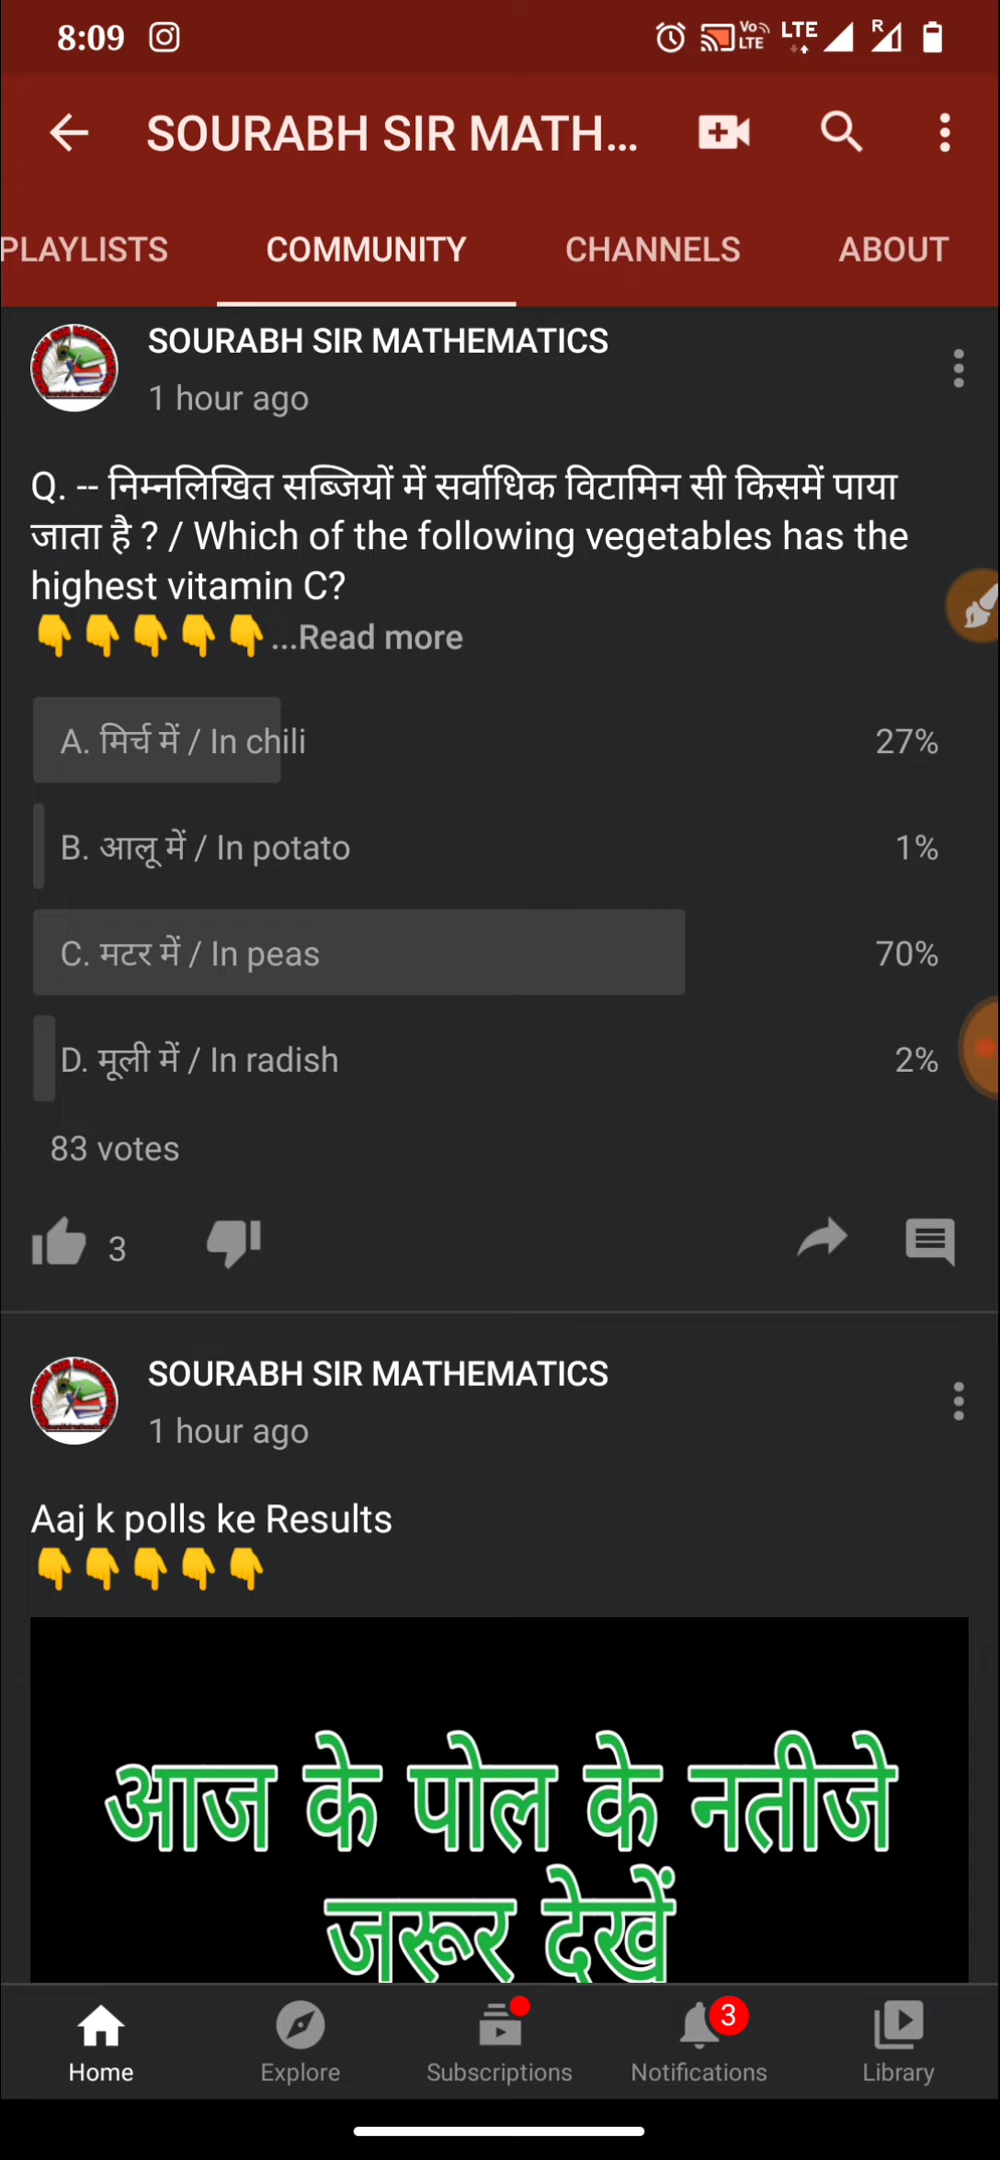 8:09
Vo
LTE
LTE
R
SOURABH SIR MATH...
PLAYLISTS COMMUNITY CHANNELS ABOUT
SOURABH SIR MATHEMATICS
1 hour ago
Q. -- निम्नलिखित सब्जियों में सर्वाधिक विटामिन सी किसमें पाया
जाता है ? / Which of the following vegetables has the
highest vitamin C?
👇👇👇👇👇...Read more
A. मिर्च में / In chili 27%
B. आलू में / In potato 1%
C. मटर में / In peas 70%
D. मूली में / In radish 2%
83 votes
3
SOURABH SIR MATHEMATICS
1 hour ago
Aaj k polls ke Results
👇👇👇👇👇
आज के पोल के नतीजे
जरूर देखें
3
Home Explore Subscriptions Notifications Library